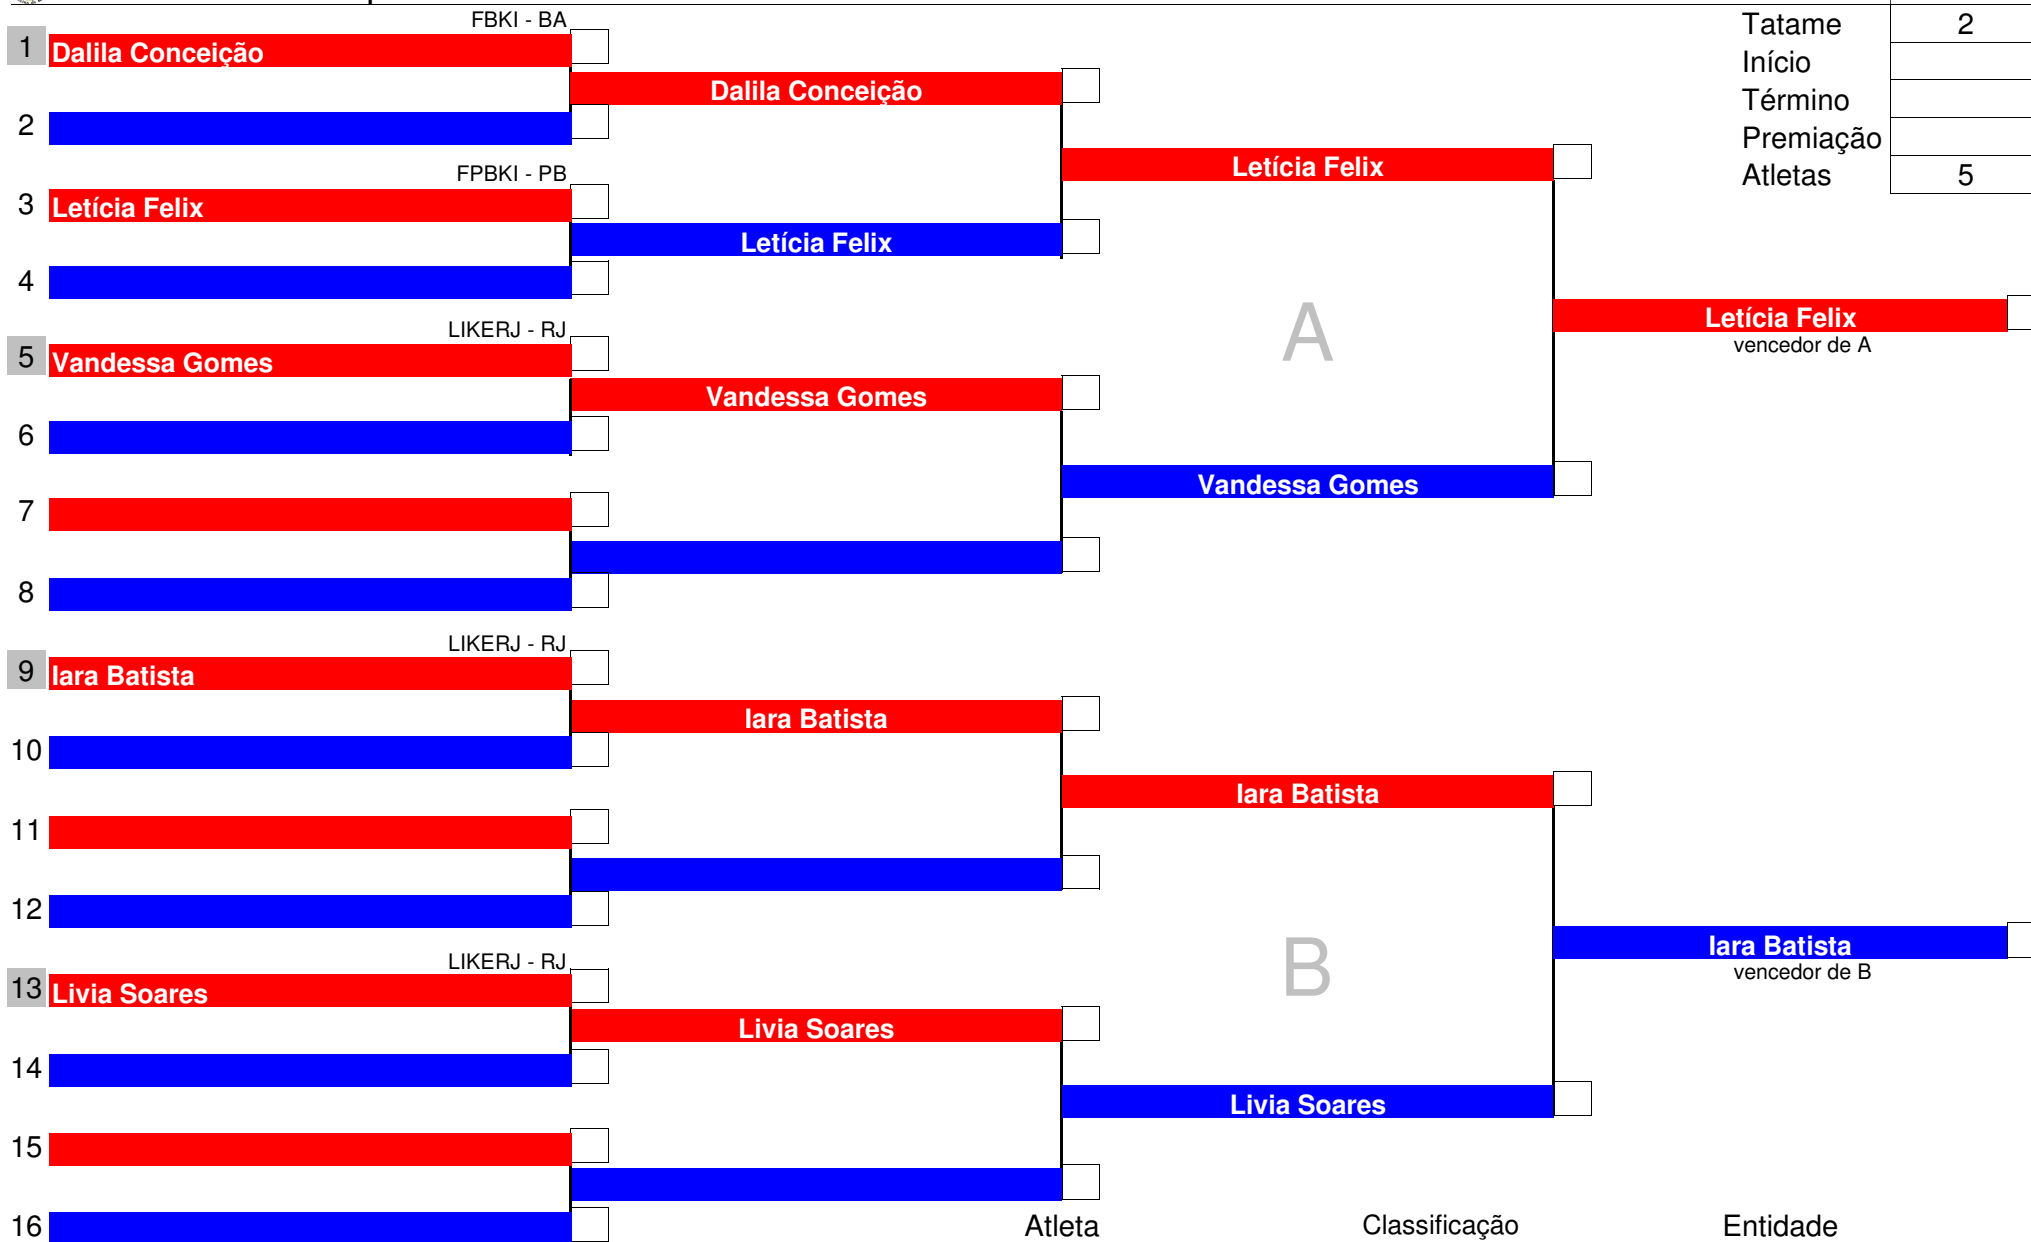 FBKI - BA
Tatame 2
1 Dalila Conceição
Início
Dalila Conceição
Término
2
Premiação
FPBKI - PB
Letícia Felix
Atletas 5
3 Letícia Felix
Letícia Felix
4
A
Letícia Felix
LIKERJ - RJ
vencedor de A
5 Vandessa Gomes
Vandessa Gomes
6
Vandessa Gomes
7
8
LIKERJ - RJ
9 Iara Batista
Iara Batista
10
Iara Batista
11
12
B
Iara Batista
LIKERJ - RJ
vencedor de B
13 Livia Soares
Livia Soares
14
Livia Soares
15
16
Atleta Classificação Entidade